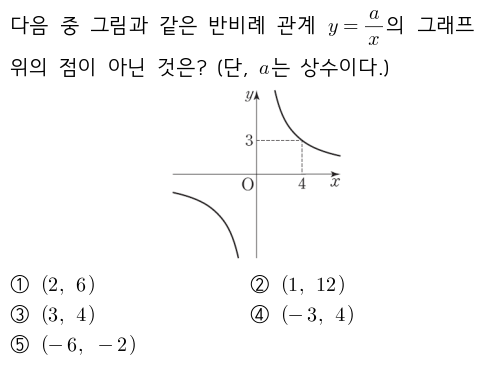 다음 중 그림과 같은 반비례 관계 $y=\frac{a}{x}$의 그래프
위의 점이 아닌 것은? (단, $a$는 상수이다.)
y
3
O 4 x
① (2, 6) ② (1, 12)
③ (3, 4) ④ (−3, 4)
⑤ (−6, −2)